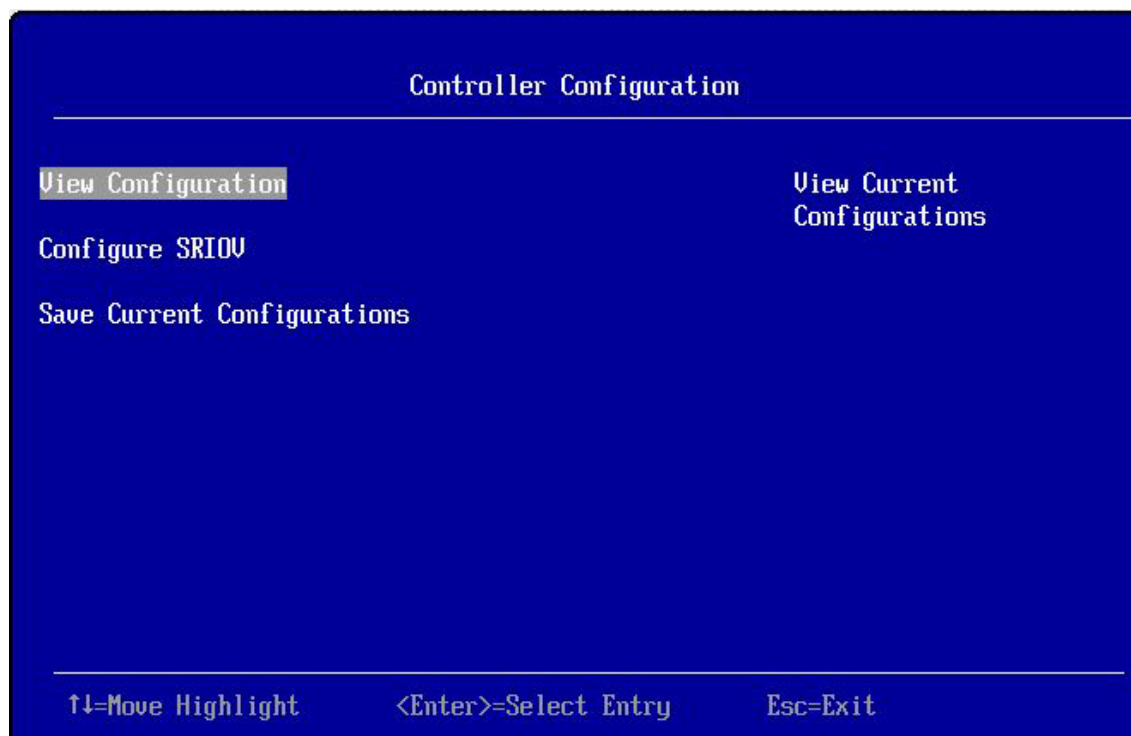 Controller Configuration
View Configuration
View Current
Configurations
Configure SRIOV
Save Current Configurations
↑↓=Move Highlight <Enter>=Select Entry Esc=Exit